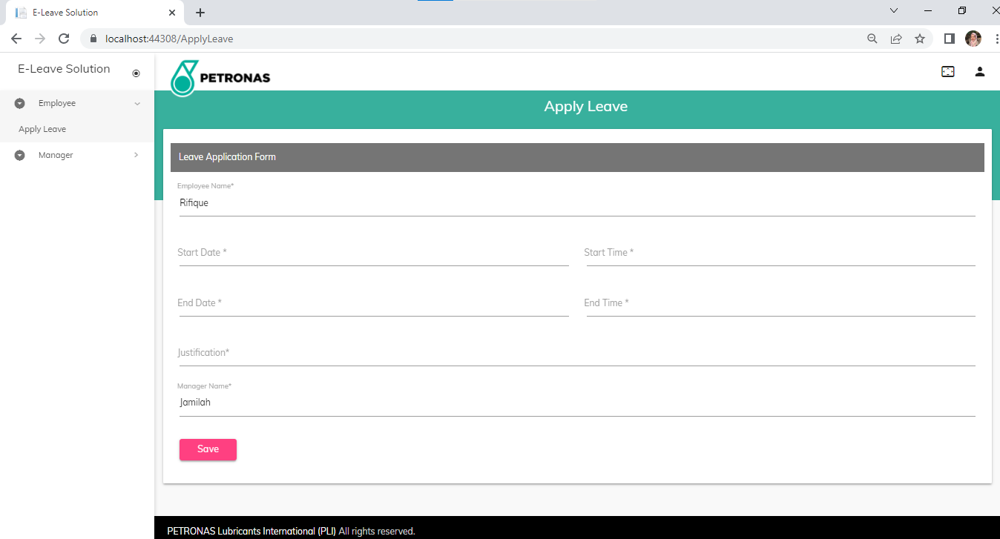 E-Leave Solution
localhost:44308/ApplyLeave
E-Leave Solution
PETRONAS
Employee
Apply Leave
Manager
Apply Leave
Leave Application Form
Employee Name*
Rifique
Start Date * Start Time *
End Date * End Time *
Justification*
Manager Name*
Jamilah
Save
PETRONAS Lubricants International (PLI) All rights reserved.